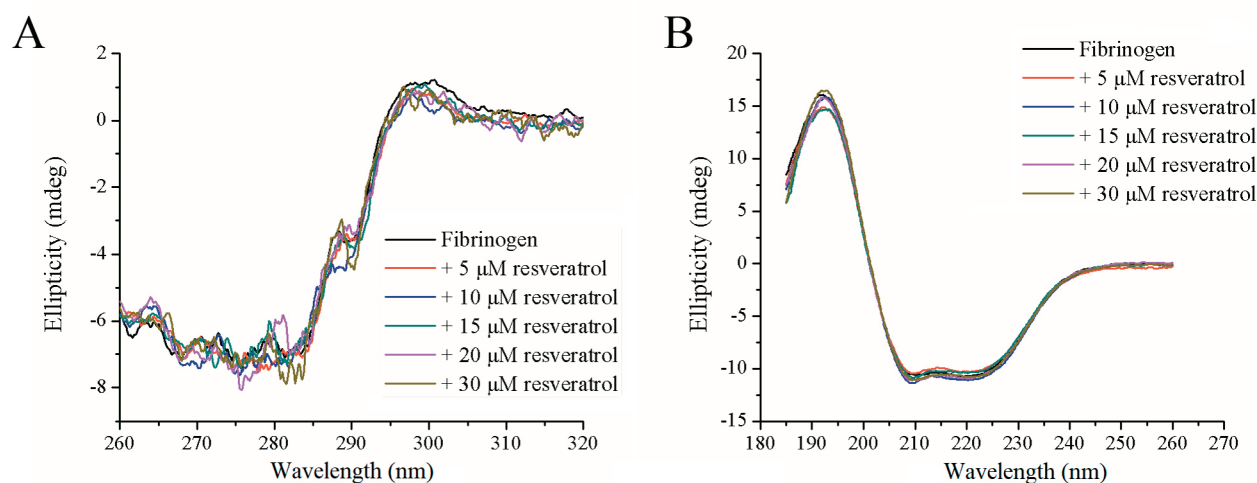 A
Ellipticity (mdeg)
2
0
-2
-4
-6
-8
260 270 280 290 300 310 320
Wavelength (nm)
Fibrinogen
+ 5 μM resveratrol
+ 10 μM resveratrol
+ 15 μM resveratrol
+ 20 μM resveratrol
+ 30 μM resveratrol
B
Ellipticity (mdeg)
20
15
10
5
0
-5
-10
-15
180 190 200 210 220 230 240 250 260 270
Wavelength (nm)
Fibrinogen
+ 5 μM resveratrol
+ 10 μM resveratrol
+ 15 μM resveratrol
+ 20 μM resveratrol
+ 30 μM resveratrol